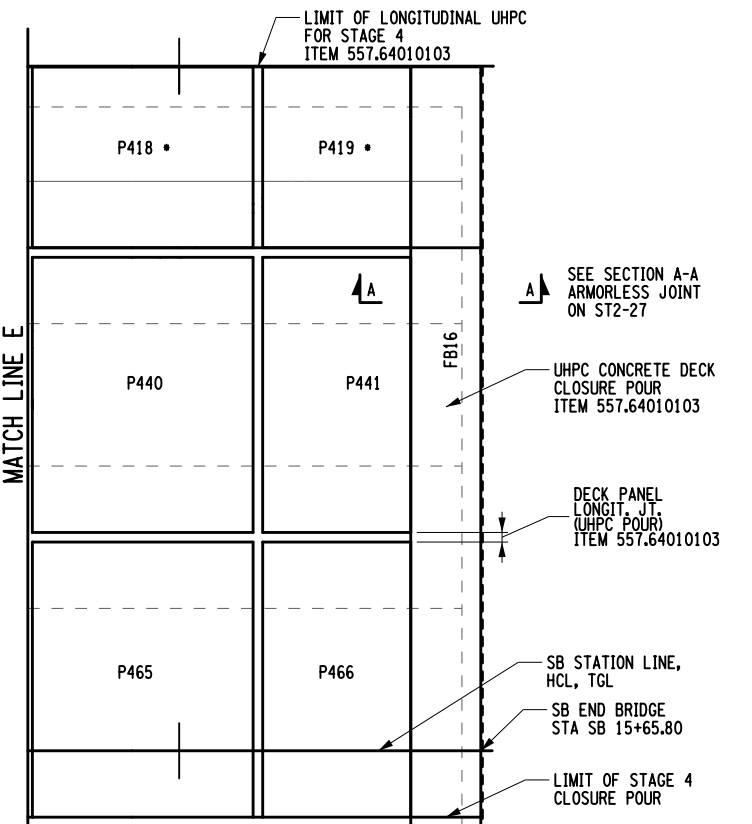 LIMIT OF LONGITUDINAL UHPC
FOR STAGE 4
ITEM 557.64010103
P418 *
P419 *
A
A
SEE SECTION A-A
ARMORLESS JOINT
ON ST2-27
MATCH LINE E
FB16
P440
P441
UHPC CONCRETE DECK
CLOSURE POUR
ITEM 557.64010103
DECK PANEL
LONGIT. JT.
(UHPC POUR)
ITEM 557.64010103
P465
P466
SB STATION LINE,
HCL, TGL
SB END BRIDGE
STA SB 15+65.80
LIMIT OF STAGE 4
CLOSURE POUR